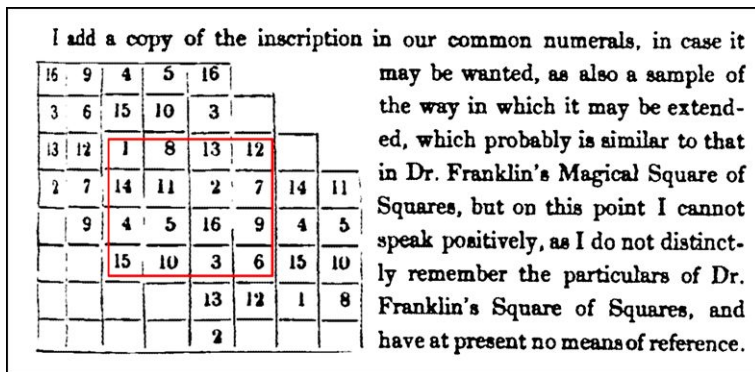 I add a copy of the inscription in our common numerals, in case it
16 9 4 5 16 may be wanted, as also a sample of
3 6 15 10 3 the way in which it may be extend-
13 12 1 8 13 12 ed, which probably is similar to that
2 7 14 11 2 7 14 11 in Dr. Franklin's Magical Square of
9 4 5 16 9 4 5 Squares, but on this point I cannot
15 10 3 6 15 10 speak positively, as I do not distinct-
13 12 1 8 ly remember the particulars of Dr.
2 Franklin's Square of Squares, and
have at present no means of reference.